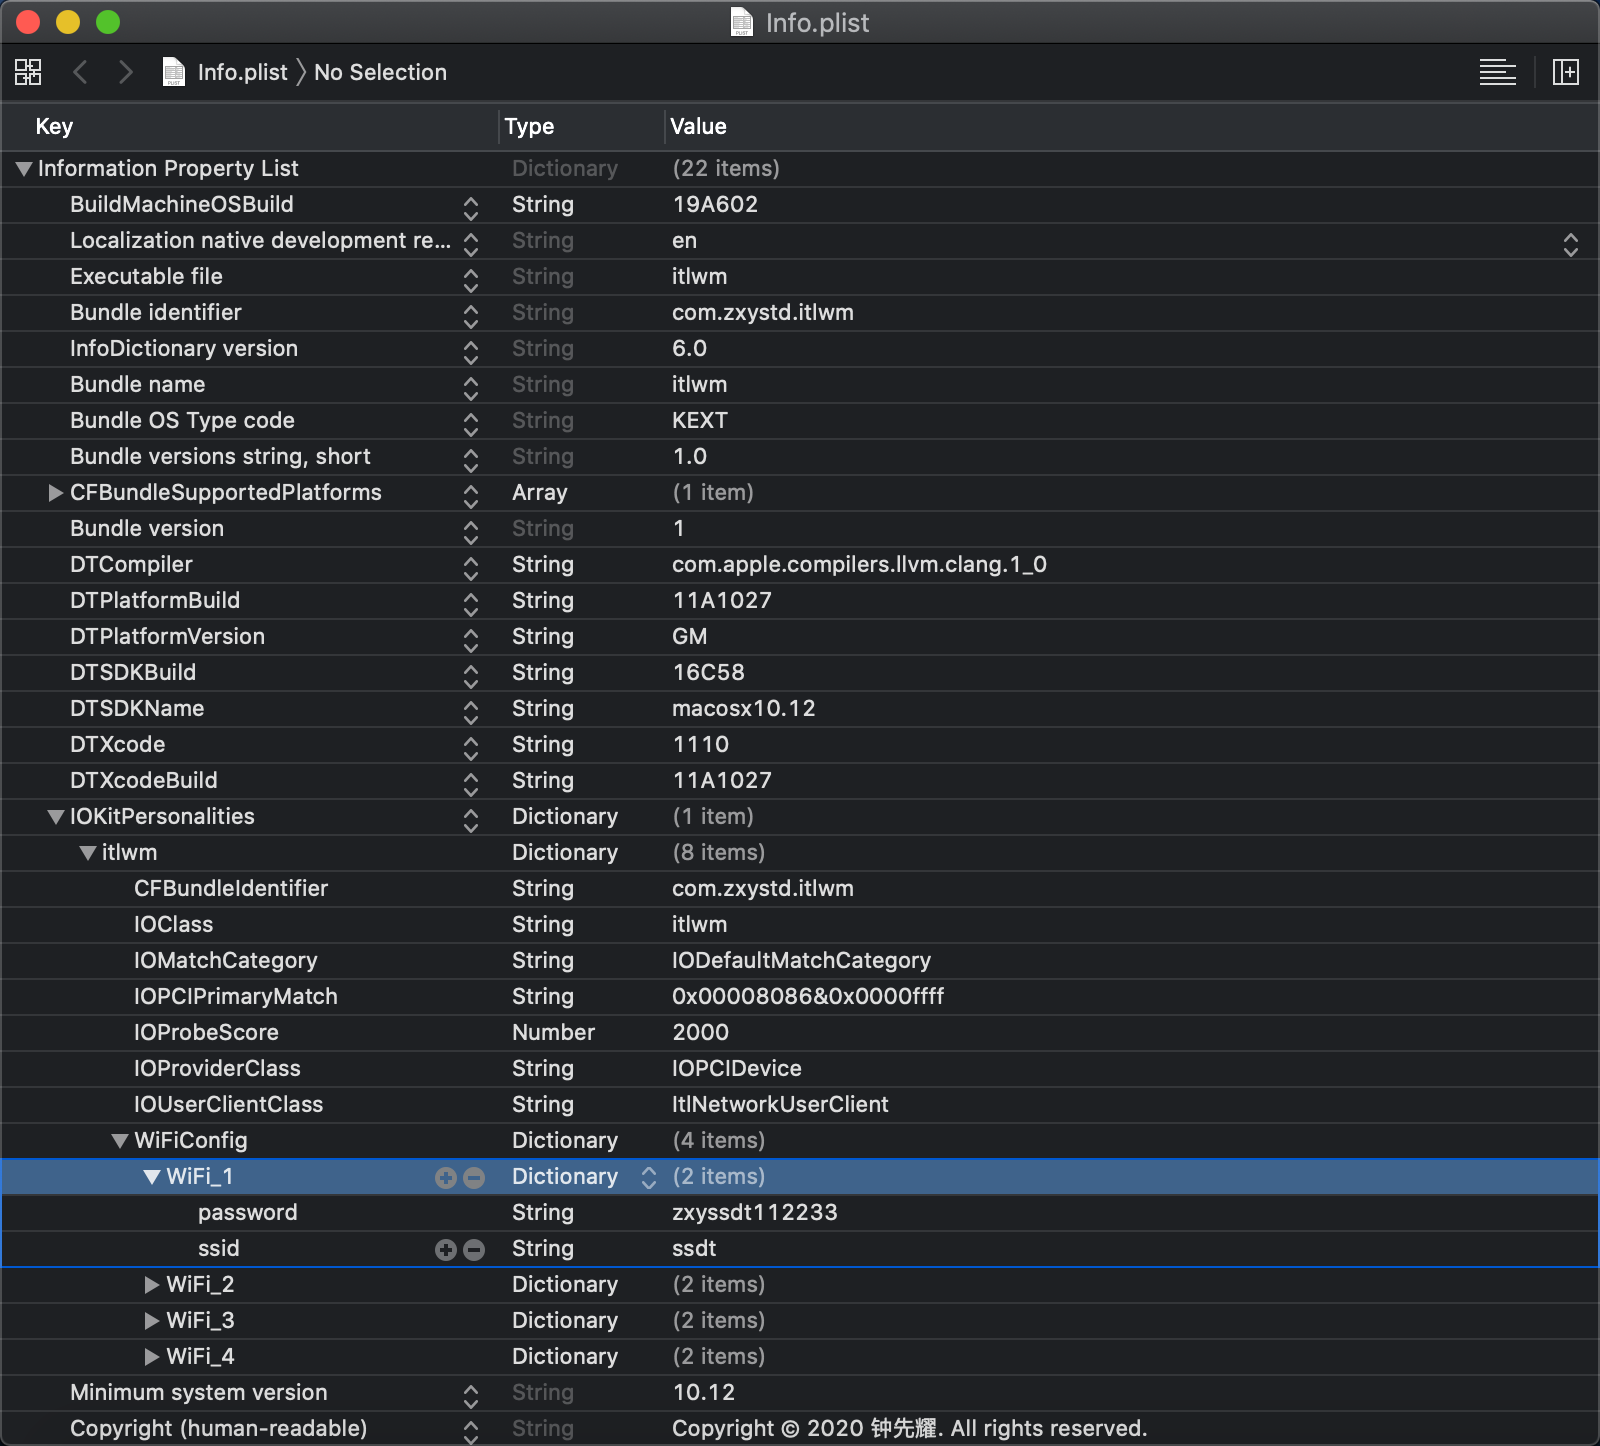 Info.plist
Info.plist No Selection
Key Type Value
Information Property List Dictionary (22 items)
BuildMachineOSBuild String 19A602
Localization native development re... String en
Executable file String itlwm
Bundle identifier String com.zxystd.itlwm
InfoDictionary version String 6.0
Bundle name String itlwm
Bundle OS Type code String KEXT
Bundle versions string, short String 1.0
CFBundleSupportedPlatforms Array (1 item)
Bundle version String 1
DTCompiler String com.apple.compilers.llvm.clang.1_0
DTPlatformBuild String 11A1027
DTPlatformVersion String GM
DTSDKBuild String 16C58
DTSDKName String macosx10.12
DTXcode String 1110
DTXcodeBuild String 11A1027
IOKitPersonalities Dictionary (1 item)
itlwm Dictionary (8 items)
CFBundleIdentifier String com.zxystd.itlwm
IOClass String itlwm
IOMatchCategory String IODefaultMatchCategory
IOPCIPrimaryMatch String 0x00008086&0x0000ffff
IOProbeScore Number 2000
IOProviderClass String IOPCIDevice
IOUserClientClass String ItlNetworkUserClient
WiFiConfig Dictionary (4 items)
WiFi_1 Dictionary (2 items)
password String zxyssdt112233
ssid String ssdt
WiFi_2 Dictionary (2 items)
WiFi_3 Dictionary (2 items)
WiFi_4 Dictionary (2 items)
Minimum system version String 10.12
Copyright (human-readable) String Copyright © 2020 钟先耀. All rights reserved.